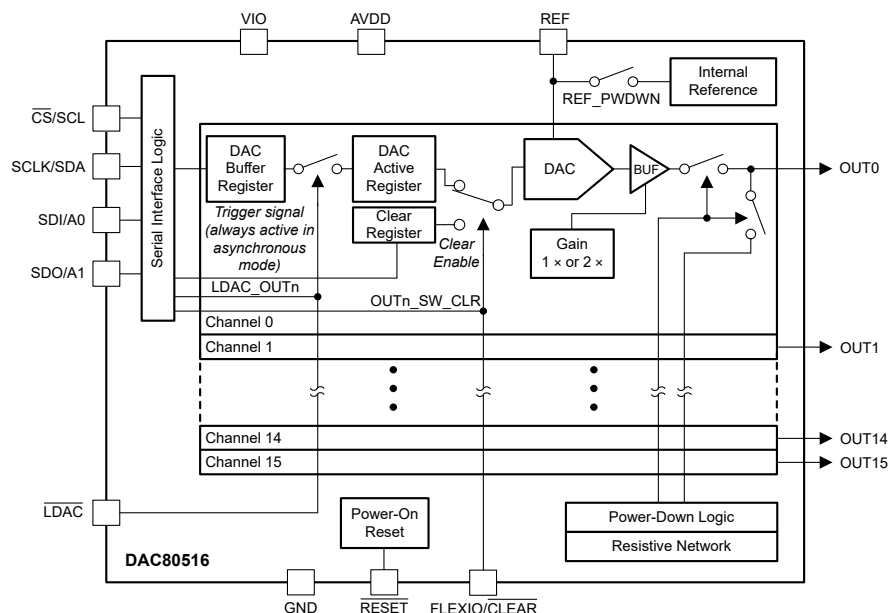 VIO
AVDD
REF
Internal
Reference
REF_PWDWN
CS/SCL
SCLK/SDA
SDI/A0
SDO/A1
Serial Interface Logic
DAC
Buffer
Register
DAC
Active
Register
DAC
BUF
OUT0
Trigger signal
(always active in
asynchronous
mode)
Clear
Register
Clear
Enable
Gain
1 × or 2 ×
LDAC_OUTn
OUTn_SW_CLR
Channel 0
Channel 1
OUT1
Channel 14
OUT14
Channel 15
OUT15
LDAC
Power-On
Reset
Power-Down Logic
Resistive Network
DAC80516
GND
RESET
FLEXIO/CLEAR